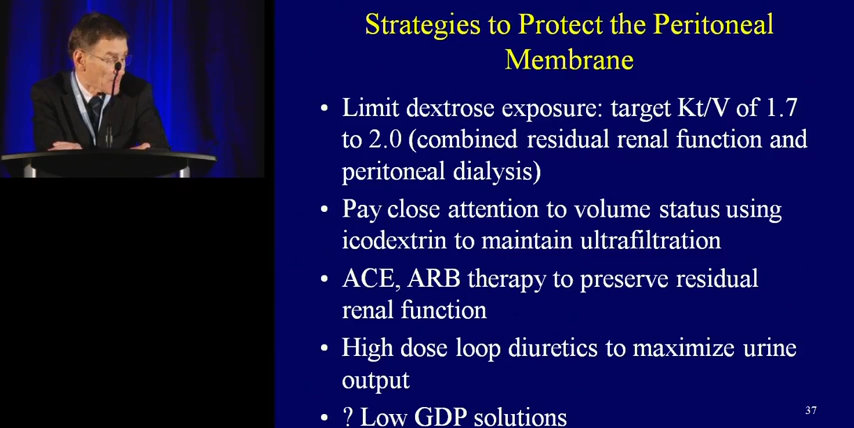 Strategies to Protect the Peritoneal
Membrane
• Limit dextrose exposure: target Kt/V of 1.7
to 2.0 (combined residual renal function and
peritoneal dialysis)
• Pay close attention to volume status using
icodextrin to maintain ultrafiltration
• ACE, ARB therapy to preserve residual
renal function
• High dose loop diuretics to maximize urine
output
• ? Low GDP solutions
37